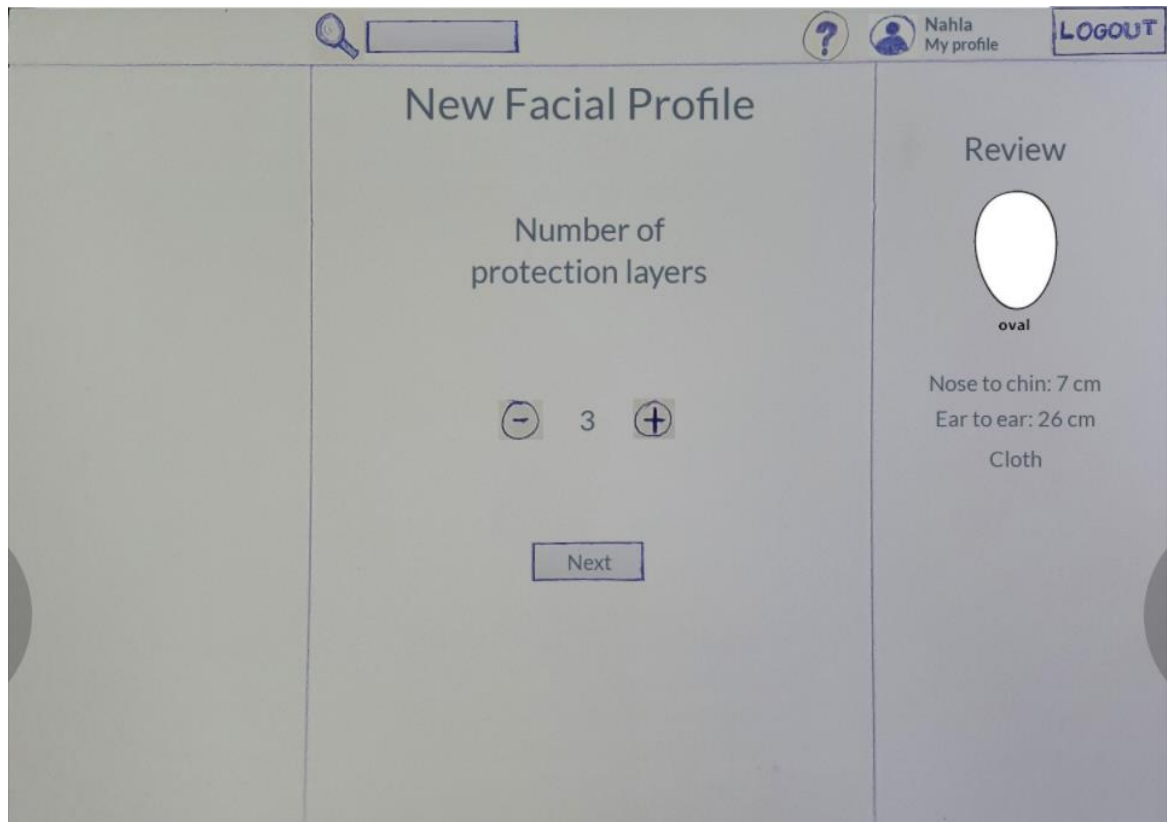 ?
Nahla
My profile
LOGOUT
New Facial Profile
Number of
protection layers
- 3 +
Next
Review
oval
Nose to chin: 7 cm
Ear to ear: 26 cm
Cloth